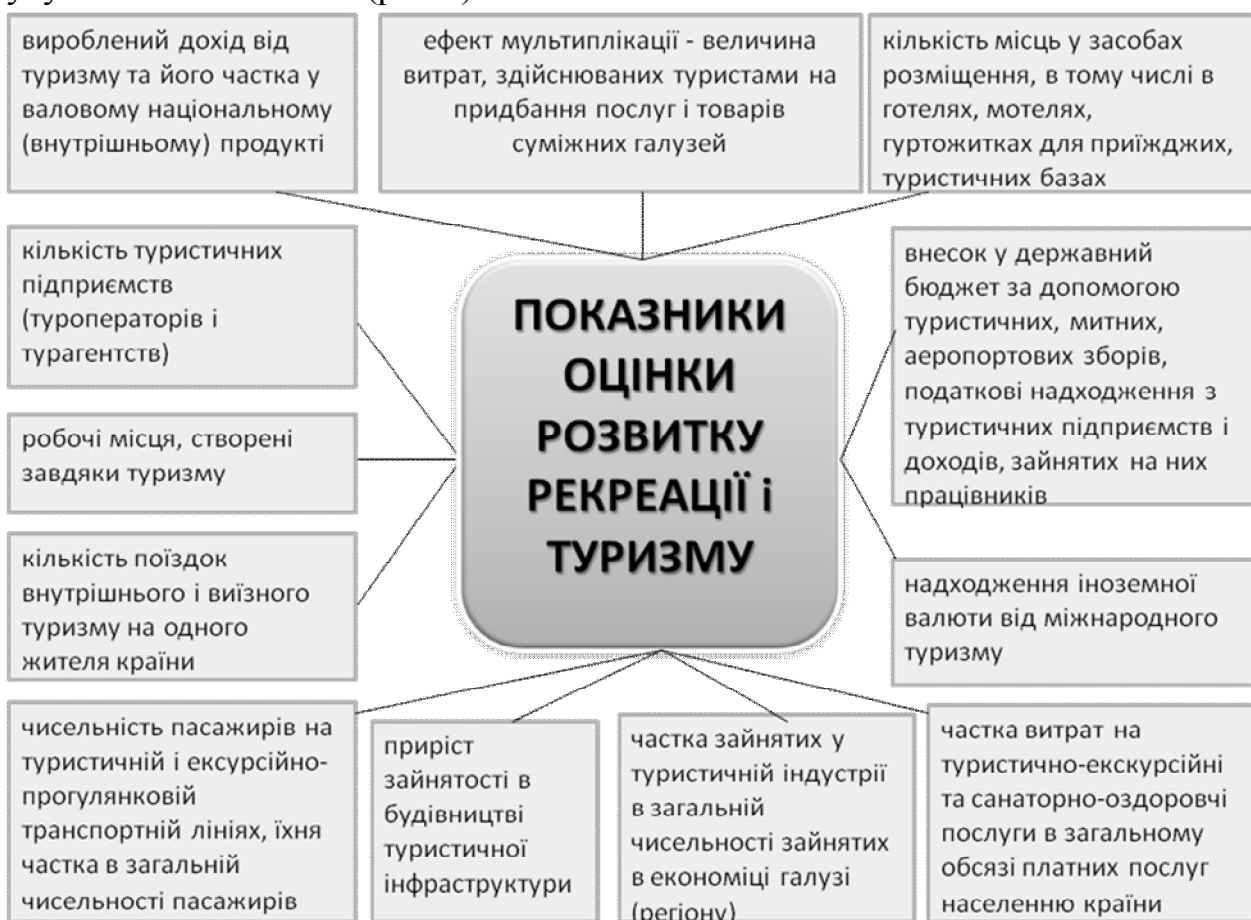 вироблений дохід від
туризму та його частка у
валовому національному
(внутрішньому) продукті
ефект мультиплікації - величина
витрат, здійснюваних туристами на
придбання послуг і товарів
суміжних галузей
кількість місць у засобах
розміщення, в тому числі в
готелях, мотелях,
гуртожитках для приїжджих,
туристичних базах
кількість туристичних
підприємств
(туроператорів і
турагентств)
робочі місця, створені
завдяки туризму
кількість поїздок
внутрішнього і виїзного
туризму на одного
жителя країни
ПОКАЗНИКИ
ОЦІНКИ
РОЗВИТКУ
РЕКРЕАЦІЇ і
ТУРИЗМУ
внесок у державний
бюджет за допомогою
туристичних, митних,
аеропортових зборів,
податкові надходження з
туристичних підприємств і
доходів, зайнятих на них
працівників
надходження іноземної
валюти від міжнародного
туризму
чисельність пасажирів на
туристичній і ексурсійно-
прогулянковій
транспортній лініях, їхня
частка в загальній
чисельності пасажирів
приріст
зайнятості в
будівництві
туристичної
інфраструктури
частка зайнятих у
туристичній індустрії
в загальній
чисельності зайнятих
в економіці галузі
(регіону)
частка витрат на
туристично-екскурсійні
та санаторно-оздоровчі
послуги в загальному
обсязі платних послуг
населенню країни